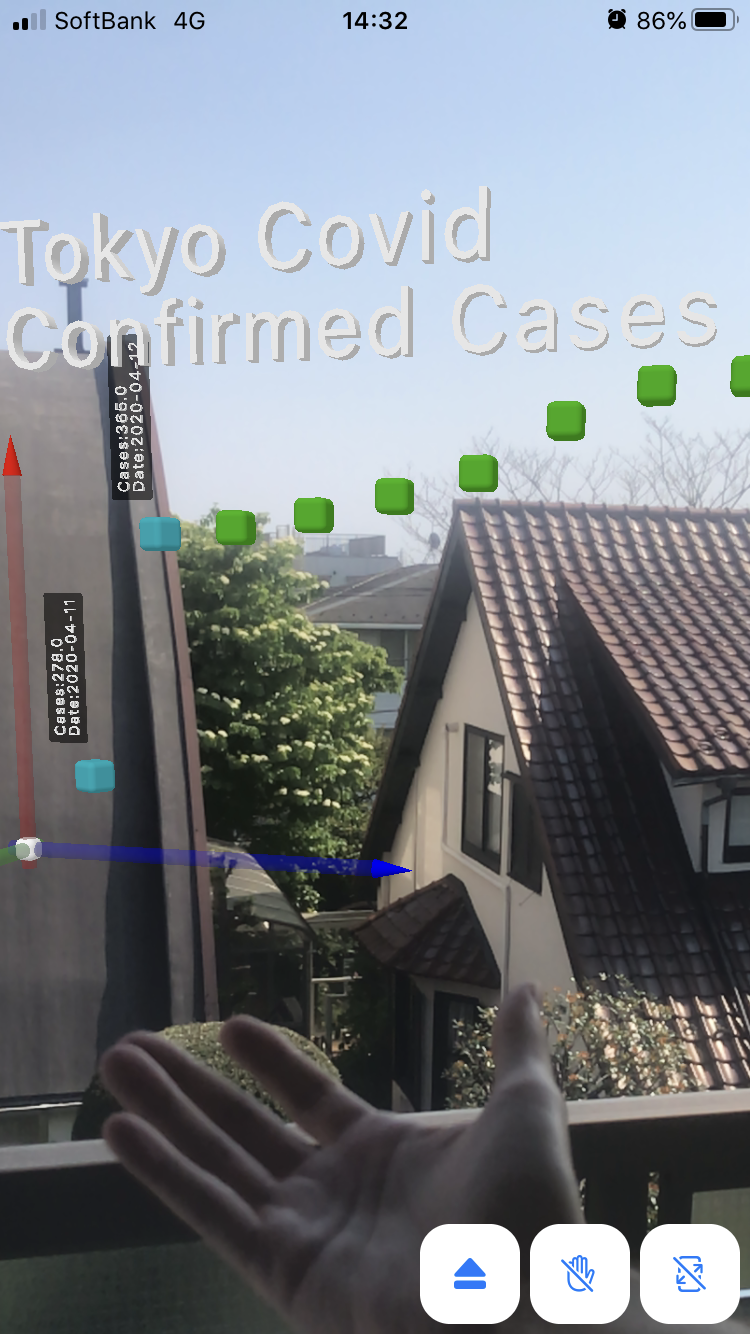 SoftBank 4G 14:32 86%
Tokyo Covid
Confirmed Cases
Cases:365.0
Date:2020-04-12
Cases:278.0
Date:2020-04-11